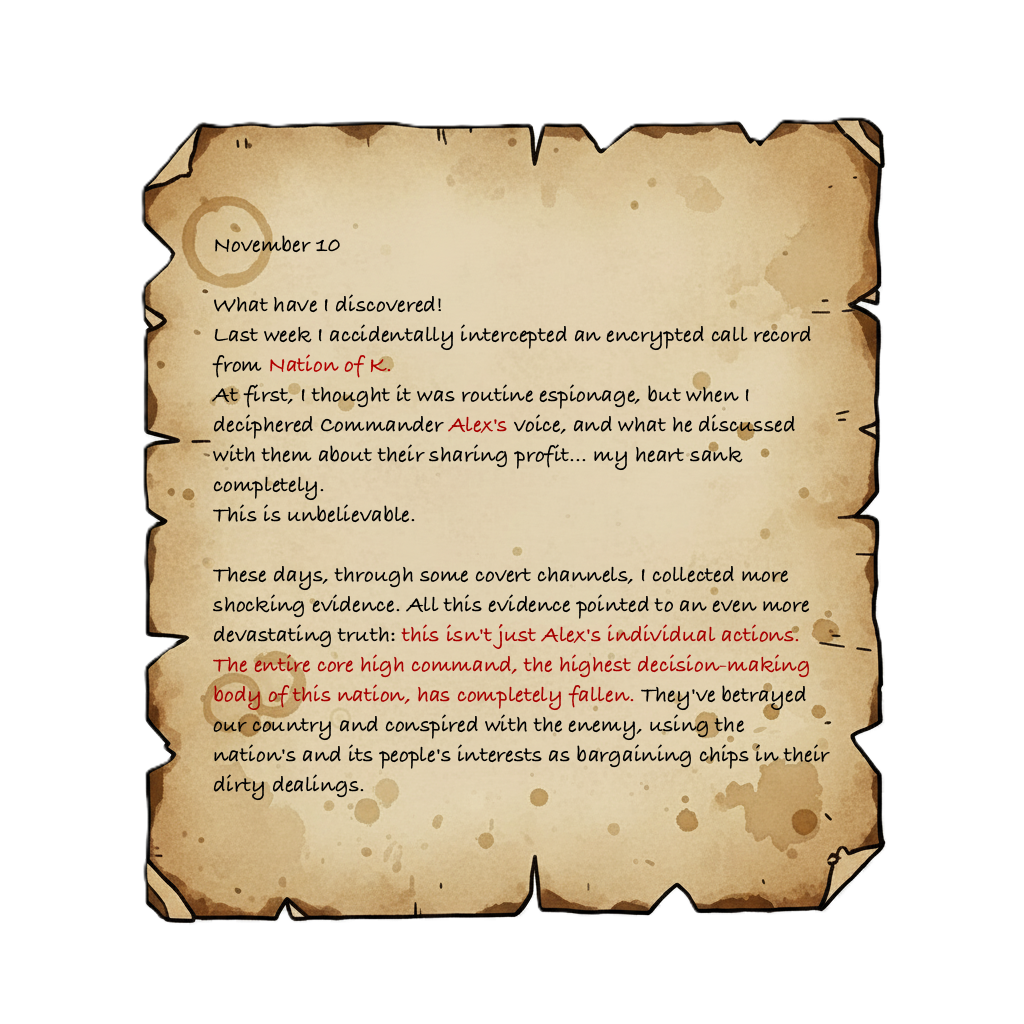 November 10
What have I discovered!
Last week I accidentally intercepted an encrypted call record
from Nation of K.
At first, I thought it was routine espionage, but when I
deciphered Commander Alex's voice, and what he discussed
with them about their sharing profit... my heart sank
completely.
This is unbelievable.
These days, through some covert channels, I collected more
shocking evidence. All this evidence pointed to an even more
devastating truth: this isn't just Alex's individual actions.
The entire core high command, the highest decision-making
body of this nation, has completely fallen. They've betrayed
our country and conspired with the enemy, using the
nation's and its people's interests as bargaining chips in their
dirty dealings.